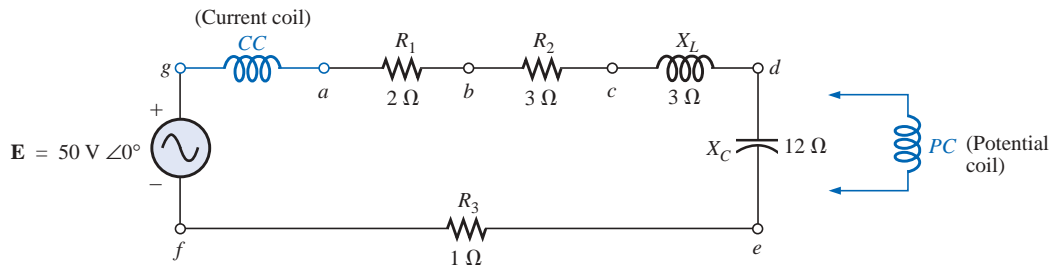 (Current coil)
CC
R1
R2
XL
g
a
2 Ω
b
3 Ω
c
3 Ω
d
+
E = 50 V ∠0°
–
XC
12 Ω
PC (Potential
coil)
R3
f
1 Ω
e